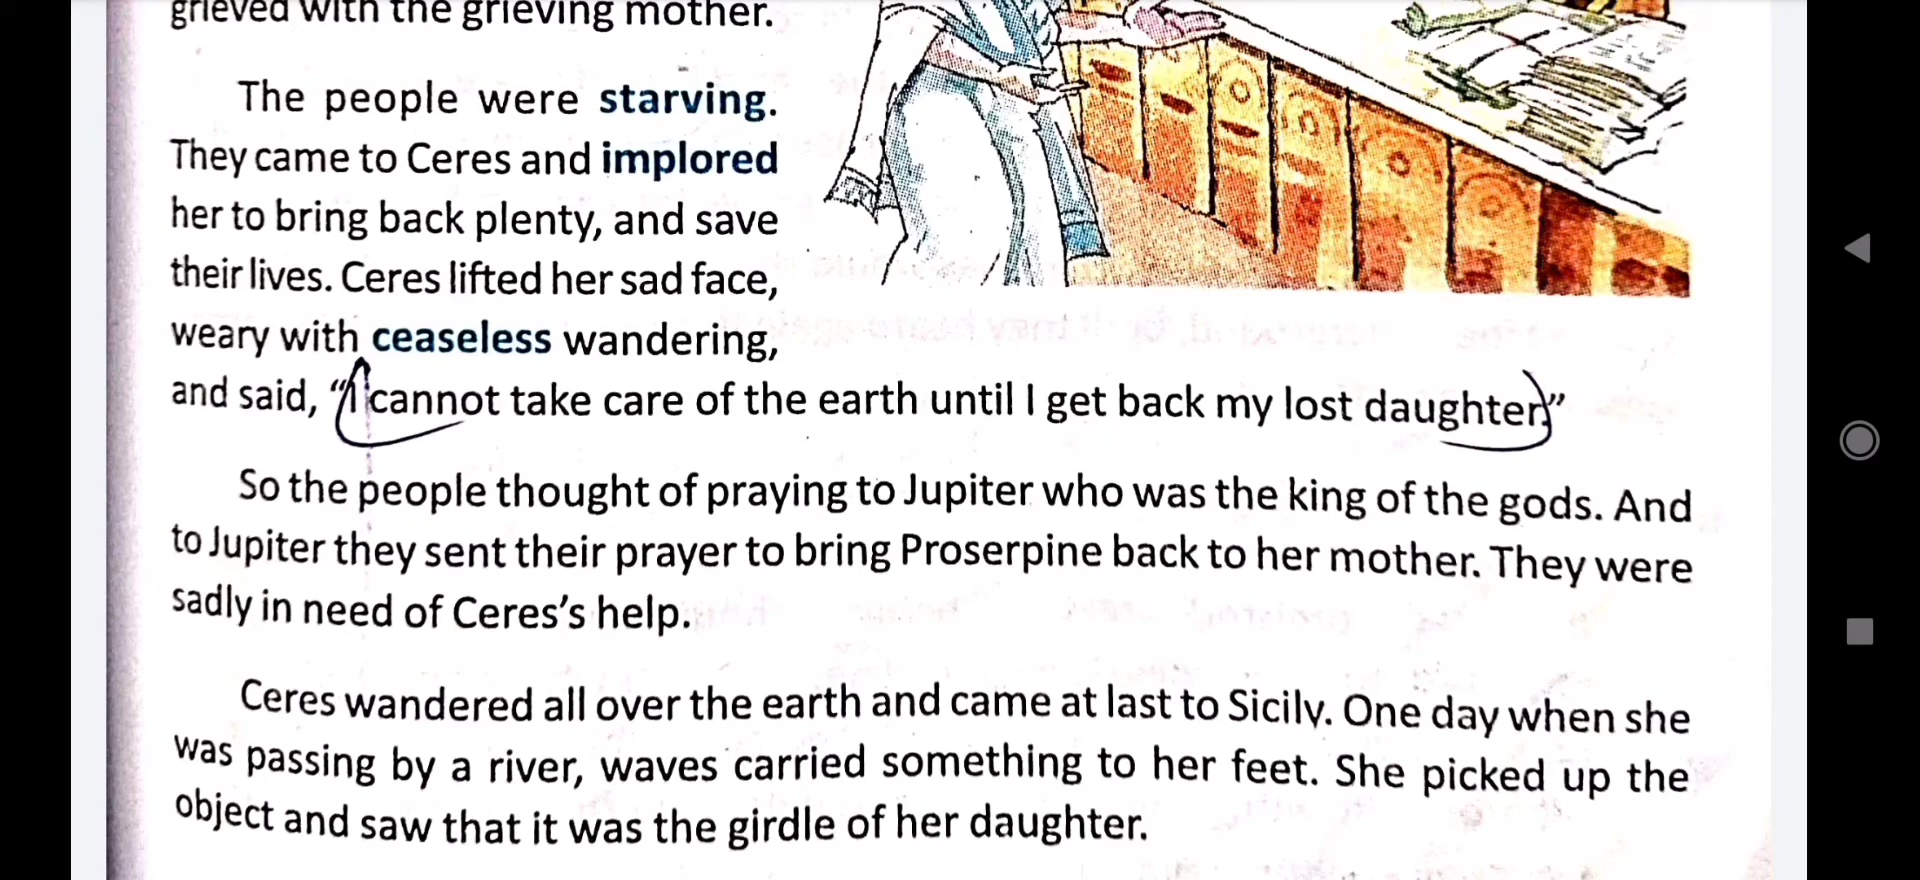 grieved with the grieving mother.
The people were starving.
They came to Ceres and implored
her to bring back plenty, and save
their lives. Ceres lifted her sad face,
weary with ceaseless wandering,
and said, “I cannot take care of the earth until I get back my lost daughter.”
So the people thought of praying to Jupiter who was the king of the gods. And
to Jupiter they sent their prayer to bring Proserpine back to her mother. They were
sadly in need of Ceres’s help.
Ceres wandered all over the earth and came at last to Sicily. One day when she
was passing by a river, waves carried something to her feet. She picked up the
object and saw that it was the girdle of her daughter.